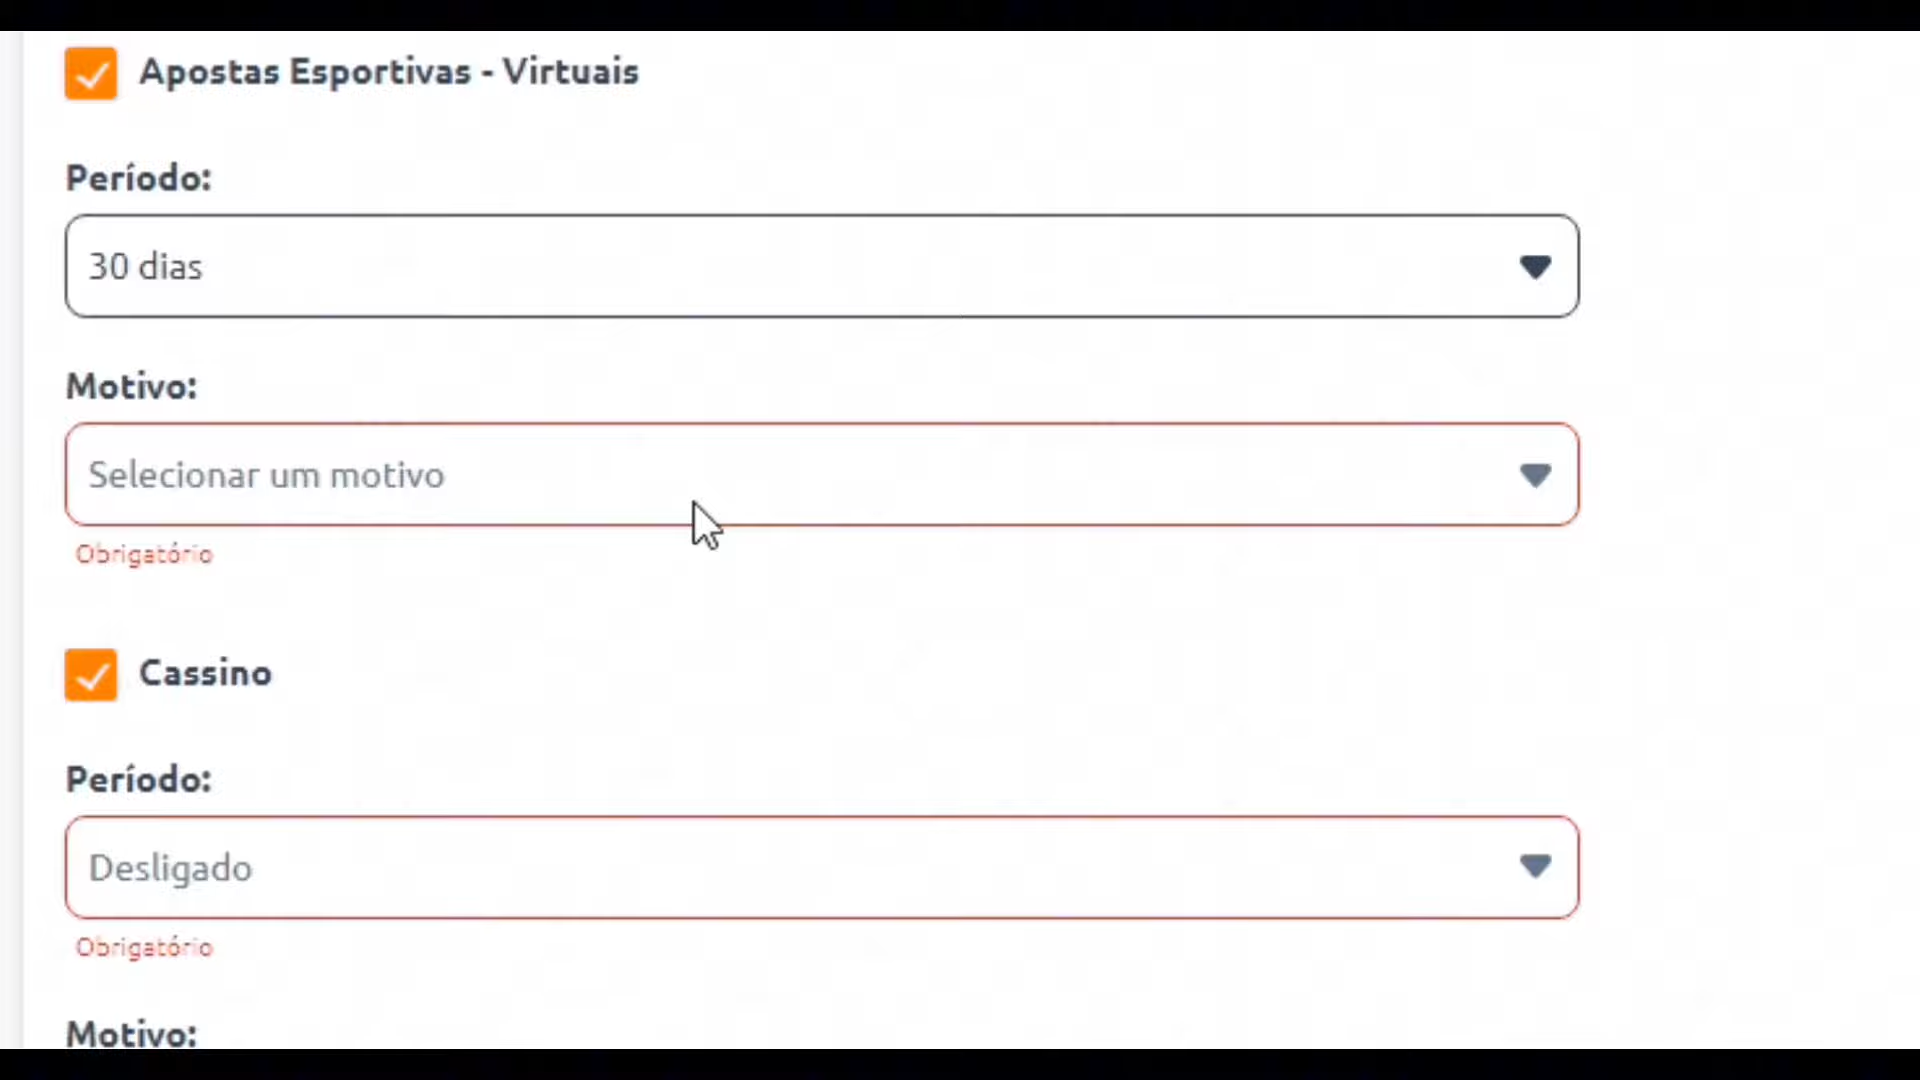 Apostas Esportivas - Virtuais
Período:
30 dias
Motivo:
Selecionar um motivo
Obrigatório
Cassino
Período:
Desligado
Obrigatório
Motivo: